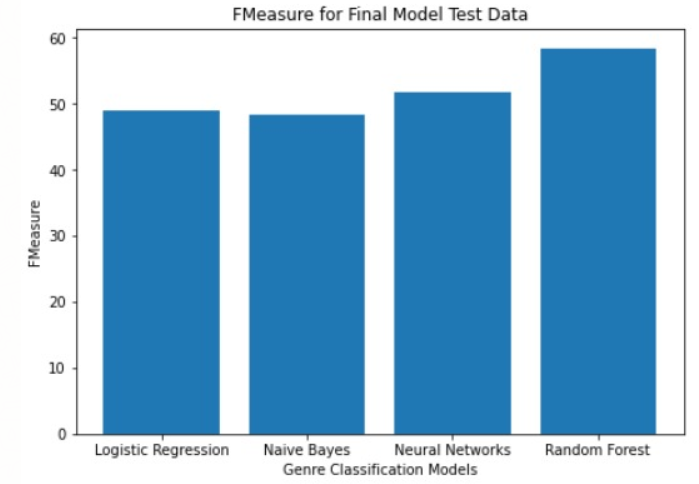 FMeasure for Final Model Test Data
60
50
40
30
20
10
0
FMeasure
Logistic Regression Naive Bayes Neural Networks Random Forest
Genre Classification Models